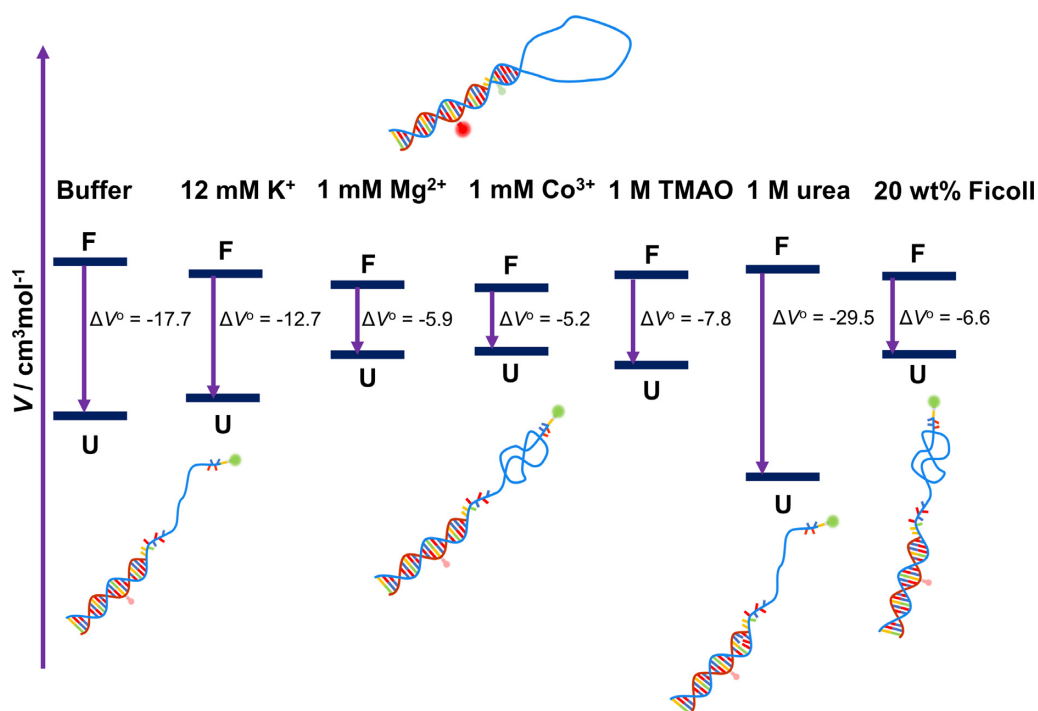 Buffer 12 mM K⁺ 1 mM Mg²⁺ 1 mM Co³⁺ 1 M TMAO 1 M urea 20 wt% Ficoll
F F F F F F F
ΔV° = -17.7 ΔV° = -12.7 ΔV° = -5.9 ΔV° = -5.2 ΔV° = -7.8 ΔV° = -29.5 ΔV° = -6.6
U U U U U U U
V / cm³mol⁻¹